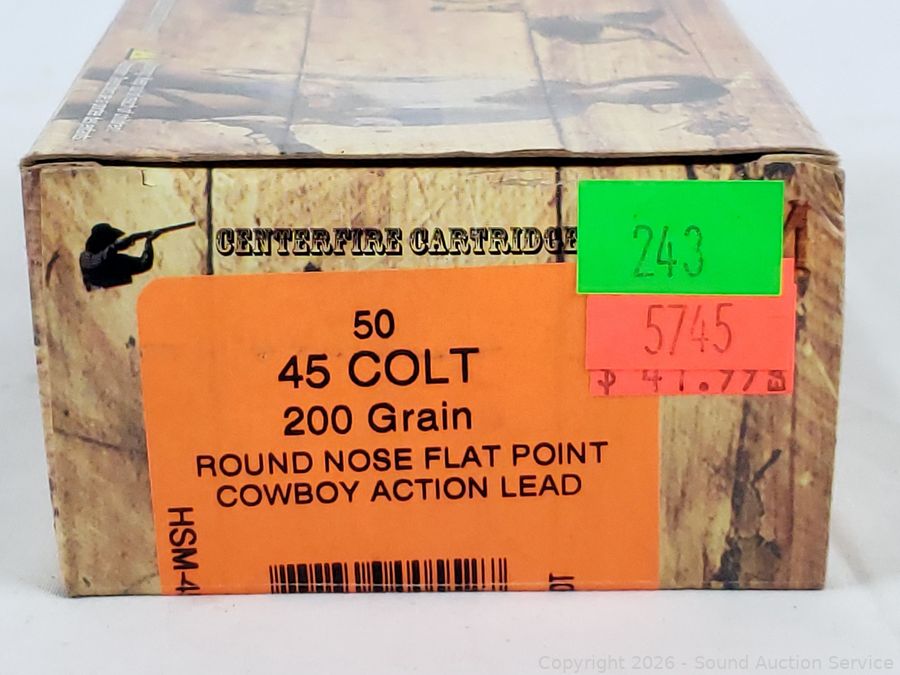 CENTERFIRE CARTRIDGE
243
5745
$ 41.77
50
45 COLT
200 Grain
ROUND NOSE FLAT POINT
COWBOY ACTION LEAD
HSM-4
Copyright 2026 - Sound Auction Service